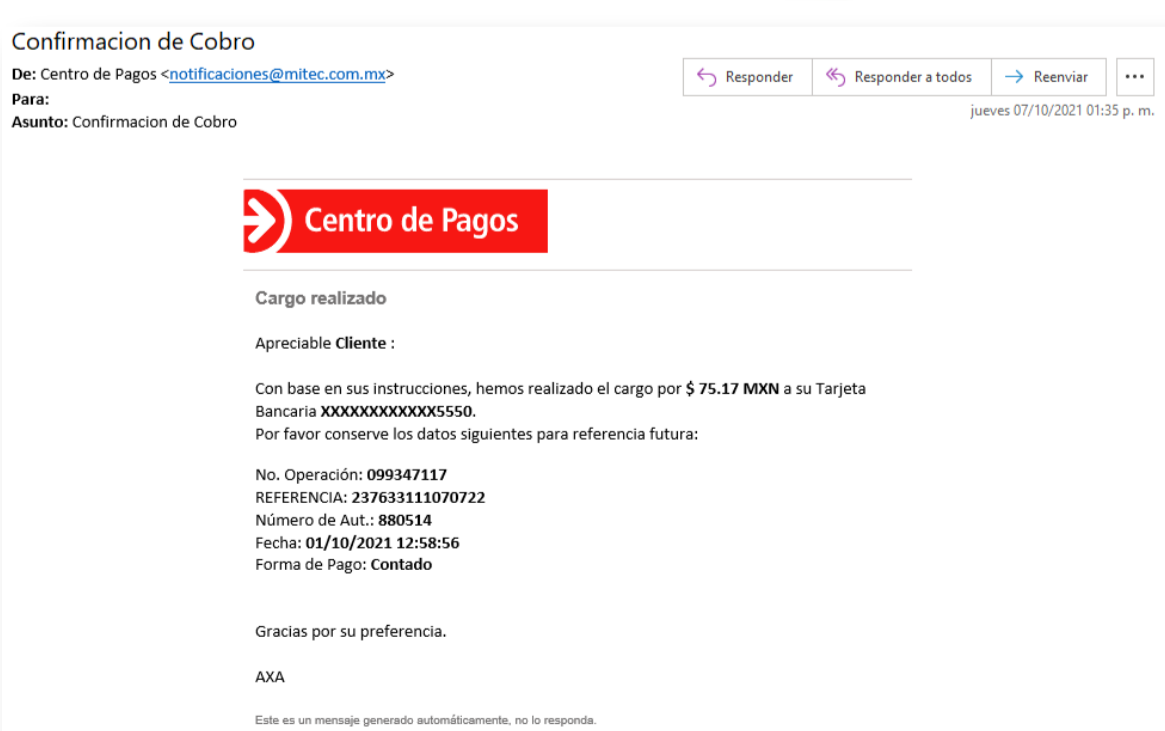 Confirmacion de Cobro
De: Centro de Pagos <notificaciones@mitec.com.mx>
Para:
Asunto: Confirmacion de Cobro
Responder
Responder a todos
Reenviar
jueves 07/10/2021 01:35 p. m.
Centro de Pagos
Cargo realizado
Apreciable Cliente :
Con base en sus instrucciones, hemos realizado el cargo por $ 75.17 MXN a su Tarjeta
Bancaria XXXXXXXXXXXX5550.
Por favor conserve los datos siguientes para referencia futura:
No. Operación: 099347117
REFERENCIA: 237633111070722
Número de Aut.: 880514
Fecha: 01/10/2021 12:58:56
Forma de Pago: Contado
Gracias por su preferencia.
AXA
Este es un mensaje generado automáticamente, no lo responda.